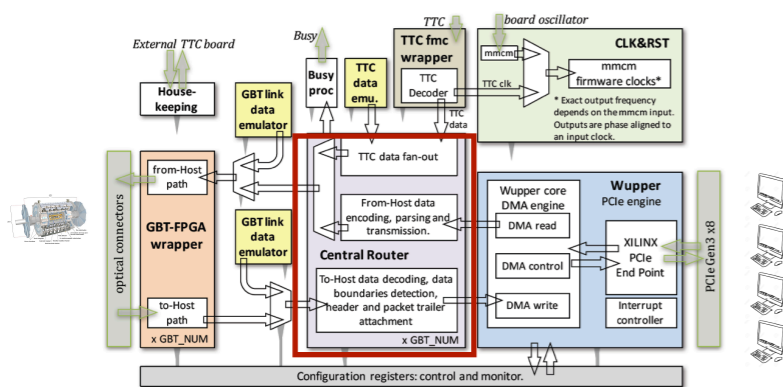 External TTC board
Busy
TTC
board oscillator
House-
keeping
GBT link
data
emulator
Busy
proc
TTC
data
emu.
TTC fmc
wrapper
TTC
Decoder
TTC clk
TTC
data
CLK&RST
mmcm
mmcm
firmware clocks*
* Exact output frequency
depends on the mmcm input.
Outputs are phase aligned to
an input clock.
optical connectors
from-Host
path
GBT-FPGA
wrapper
to-Host
path
x GBT_NUM
GBT link
data
emulator
TTC data fan-out
From-Host data
encoding, parsing and
transmission.
Central Router
To-Host data decoding, data
boundaries detection,
header and packet trailer
attachment
x GBT_NUM
Wupper core
DMA engine
DMA read
DMA control
DMA write
Wupper
PCIe engine
XILINX
PCIe
End Point
Interrupt
controller
PCIe Gen3 x8
Configuration registers: control and monitor.